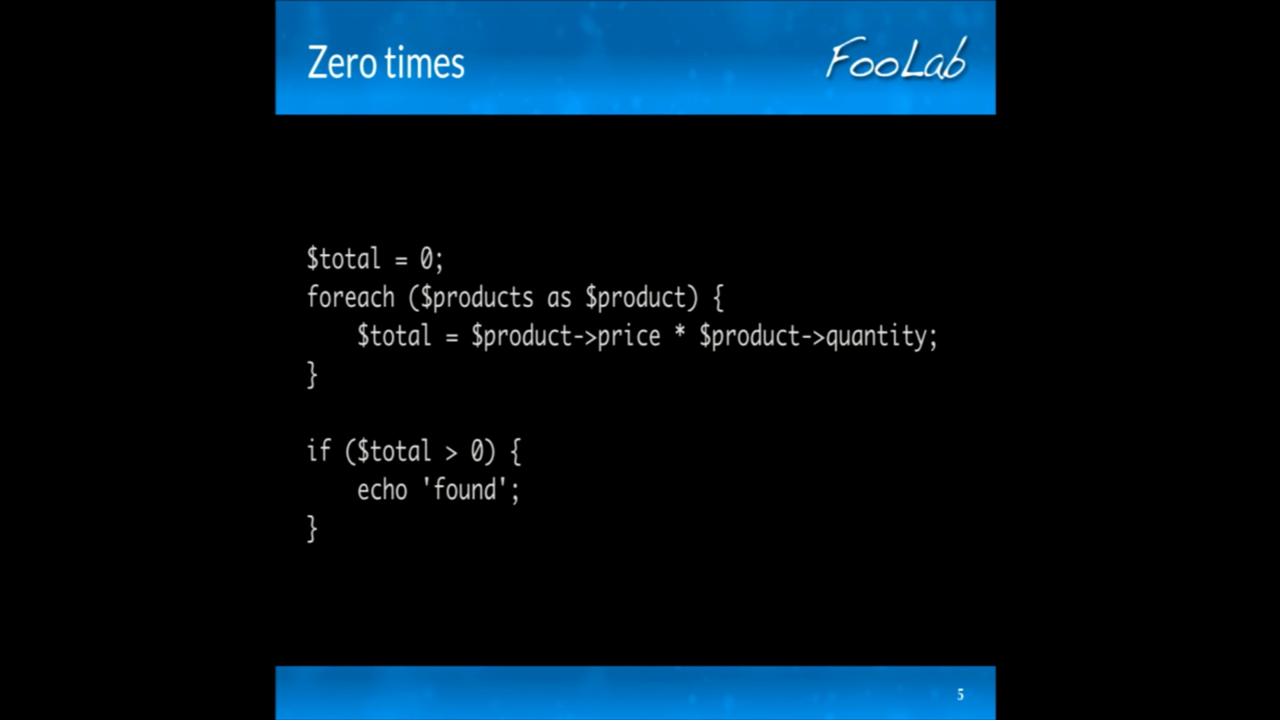 Zero times
FooLab
$total = 0;
foreach ($products as $product) {
    $total = $product->price * $product->quantity;
}

if ($total > 0) {
    echo 'found';
}
5